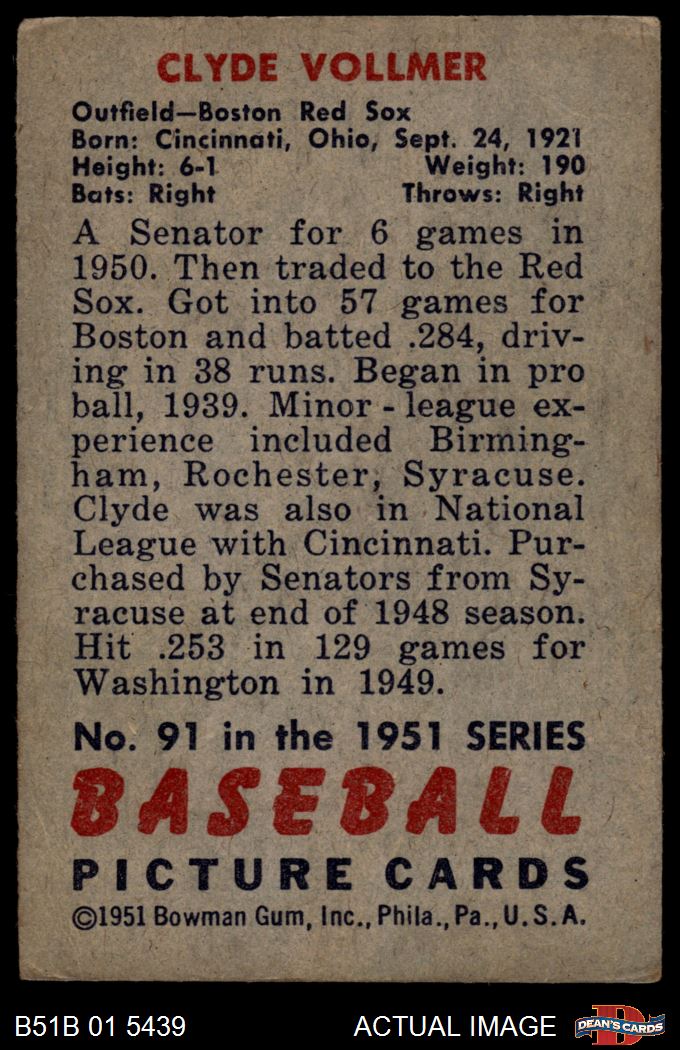 CLYDE VOLLMER
Outfield—Boston Red Sox
Born: Cincinnati, Ohio, Sept. 24, 1921
Height: 6-1 Weight: 190
Bats: Right Throws: Right
A Senator for 6 games in
1950. Then traded to the Red
Sox. Got into 57 games for
Boston and batted .284, driv-
ing in 38 runs. Began in pro
ball, 1939. Minor - league ex-
perience included Birming-
ham, Rochester, Syracuse.
Clyde was also in National
League with Cincinnati. Pur-
chased by Senators from Sy-
racuse at end of 1948 season.
Hit .253 in 129 games for
Washington in 1949.
No. 91 in the 1951 SERIES
BASEBALL
PICTURE CARDS
©1951 Bowman Gum, Inc., Phila., Pa., U.S.A.
B51B 01 5439 ACTUAL IMAGE D DEAN'S CARDS